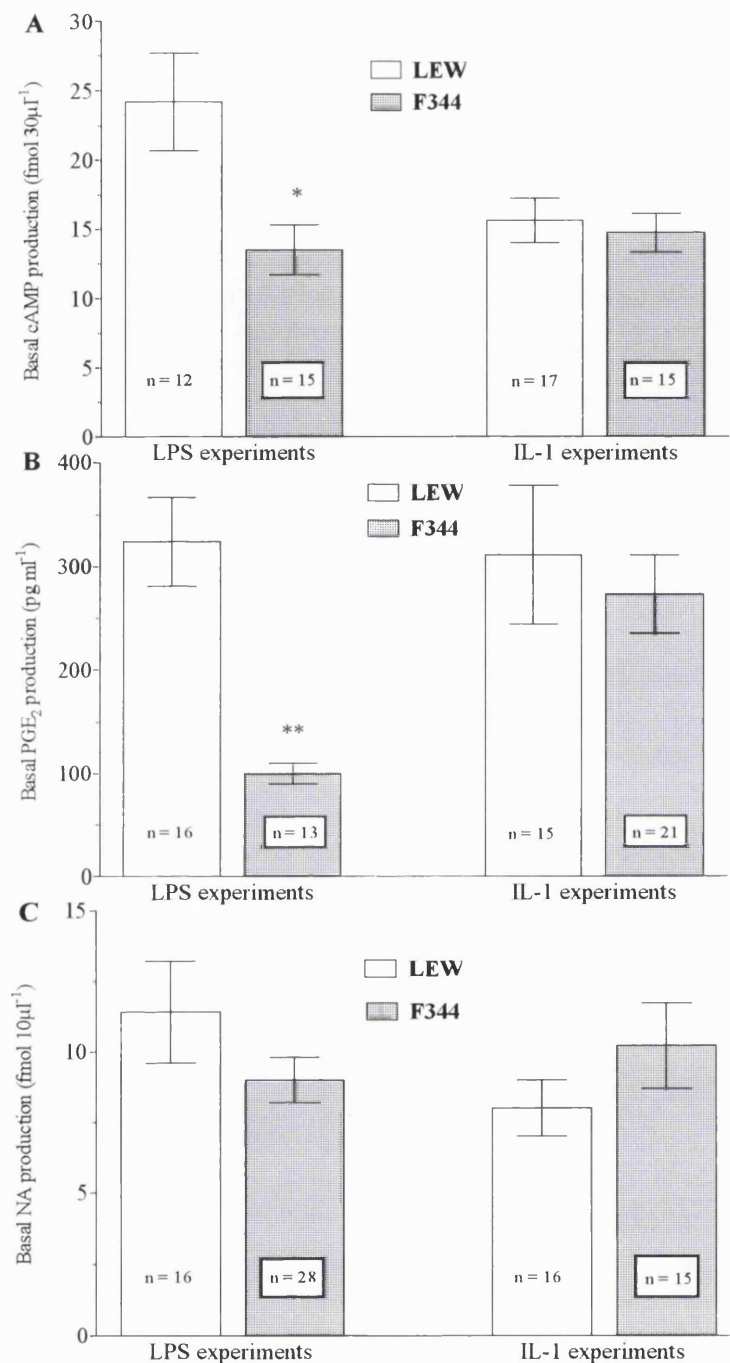 A
Basal cAMP production (fmol 30µl⁻¹)
30
25
20
15
10
5
0
LEW
F344
*
n = 12
n = 15
n = 17
n = 15
LPS experiments
IL-1 experiments
B
Basal PGE₂ production (pg ml⁻¹)
400
300
200
100
0
LEW
F344
**
n = 16
n = 13
n = 15
n = 21
LPS experiments
IL-1 experiments
C
Basal NA production (fmol 10µl⁻¹)
15
10
5
0
LEW
F344
n = 16
n = 28
n = 16
n = 15
LPS experiments
IL-1 experiments